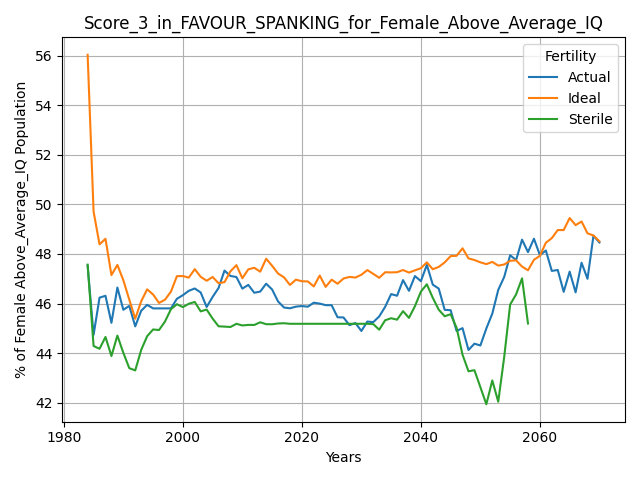 Score_3_in_FAVOUR_SPANKING_for_Female_Above_Average_IQ
% of Female Above_Average_IQ Population
56
54
52
50
48
46
44
42
Fertility
Actual
Ideal
Sterile
1980 2000 2020 2040 2060
Years